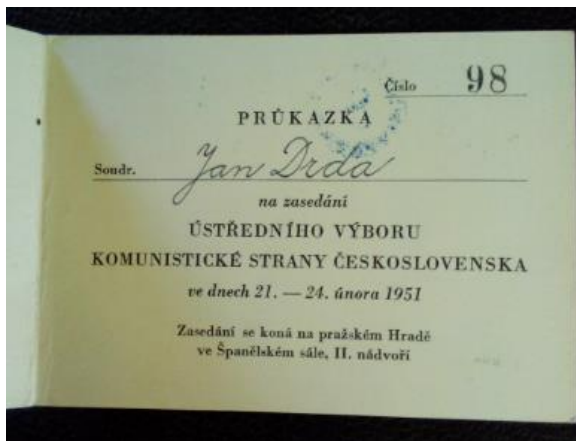 Číslo 98
PRŮKAZKA
Soudr. Jan Drda
na zasedání
ÚSTŘEDNÍHO VÝBORU
KOMUNISTICKÉ STRANY ČESKOSLOVENSKA
ve dnech 21. — 24. února 1951
Zasedání se koná na pražském Hradě
ve Španělském sále, II. nádvoří